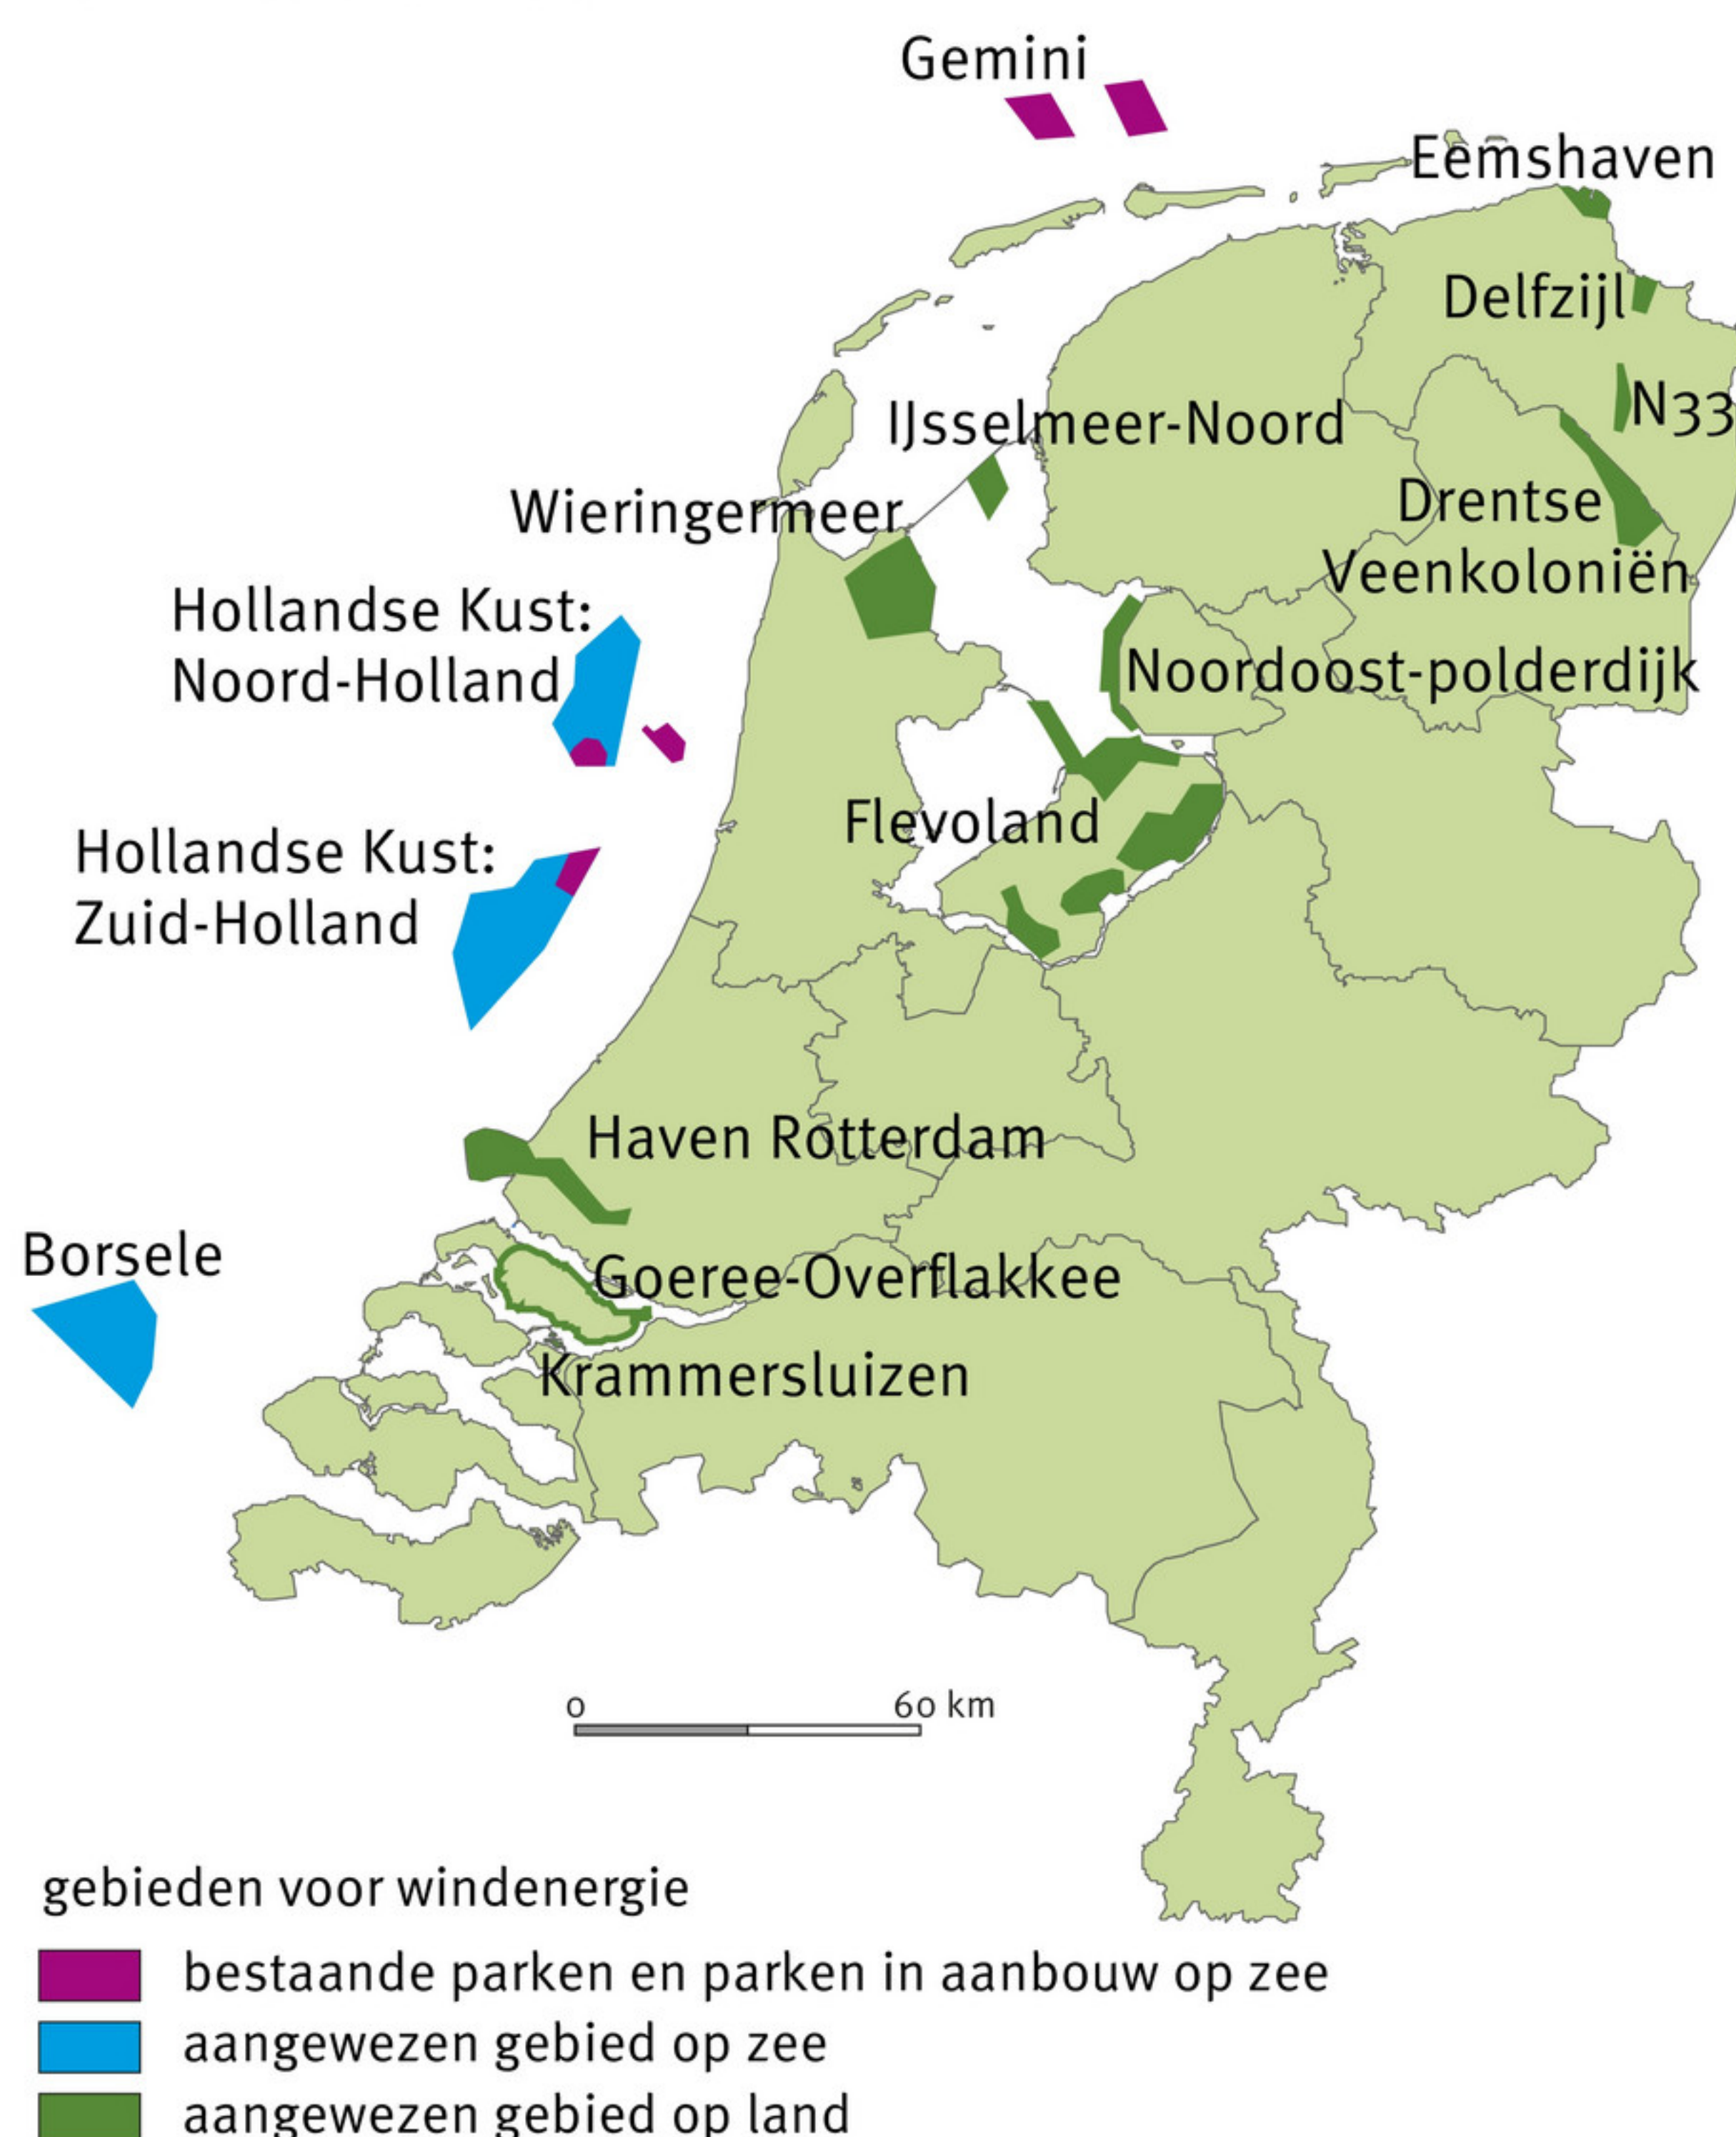 Gemini
Eemshaven
Delfzijl
N33
IJsselmeer-Noord
Wieringermeer
Drentse
Veenkoloniën
Hollandse Kust:
Noord-Holland
Noordoost-polderdijk
Flevoland
Hollandse Kust:
Zuid-Holland
Haven Rotterdam
Borsele
Goeree-Overflakkee
Krammersluizen
0 60 km
gebieden voor windenergie
bestaande parken en parken in aanbouw op zee
aangewezen gebied op zee
aangewezen gebied op land